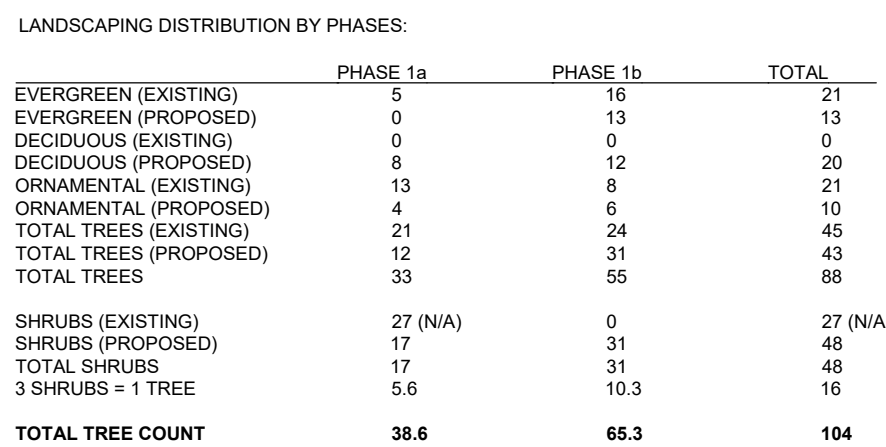 LANDSCAPING DISTRIBUTION BY PHASES:
PHASE 1a PHASE 1b TOTAL
EVERGREEN (EXISTING) 5 16 21
EVERGREEN (PROPOSED) 0 13 13
DECIDUOUS (EXISTING) 0 0 0
DECIDUOUS (PROPOSED) 8 12 20
ORNAMENTAL (EXISTING) 13 8 21
ORNAMENTAL (PROPOSED) 4 6 10
TOTAL TREES (EXISTING) 21 24 45
TOTAL TREES (PROPOSED) 12 31 43
TOTAL TREES 33 55 88
SHRUBS (EXISTING) 27 (N/A) 0 27 (N/A
SHRUBS (PROPOSED) 17 31 48
TOTAL SHRUBS 17 31 48
3 SHRUBS = 1 TREE 5.6 10.3 16
TOTAL TREE COUNT 38.6 65.3 104